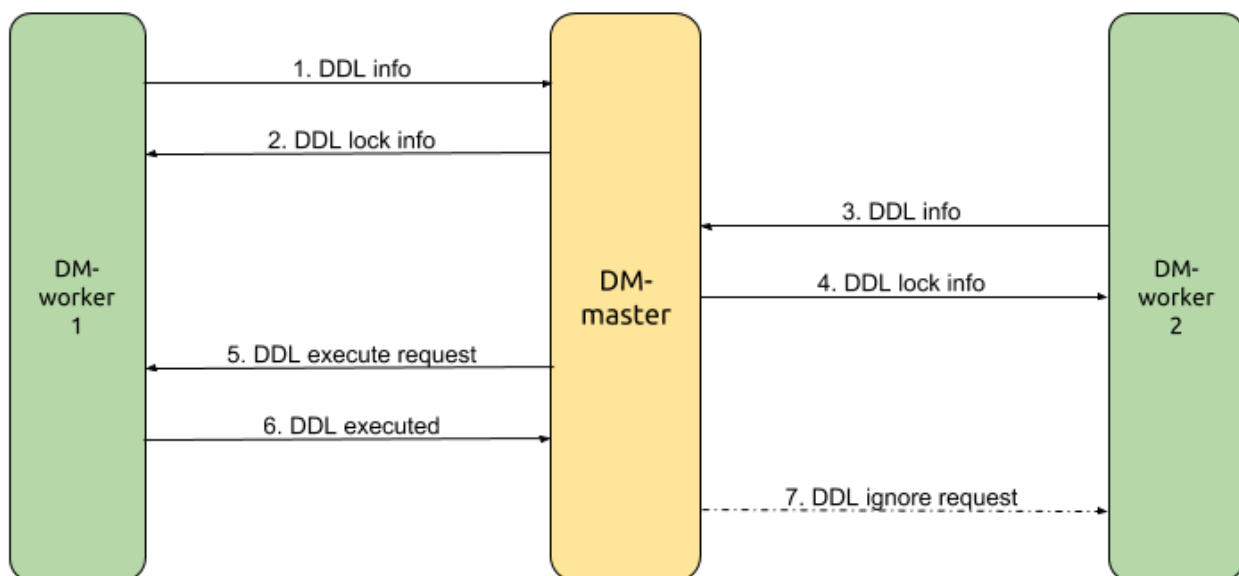 1. DDL info
2. DDL lock info
3. DDL info
DM-
worker
1
DM-
master
DM-
worker
2
4. DDL lock info
5. DDL execute request
6. DDL executed
7. DDL ignore request